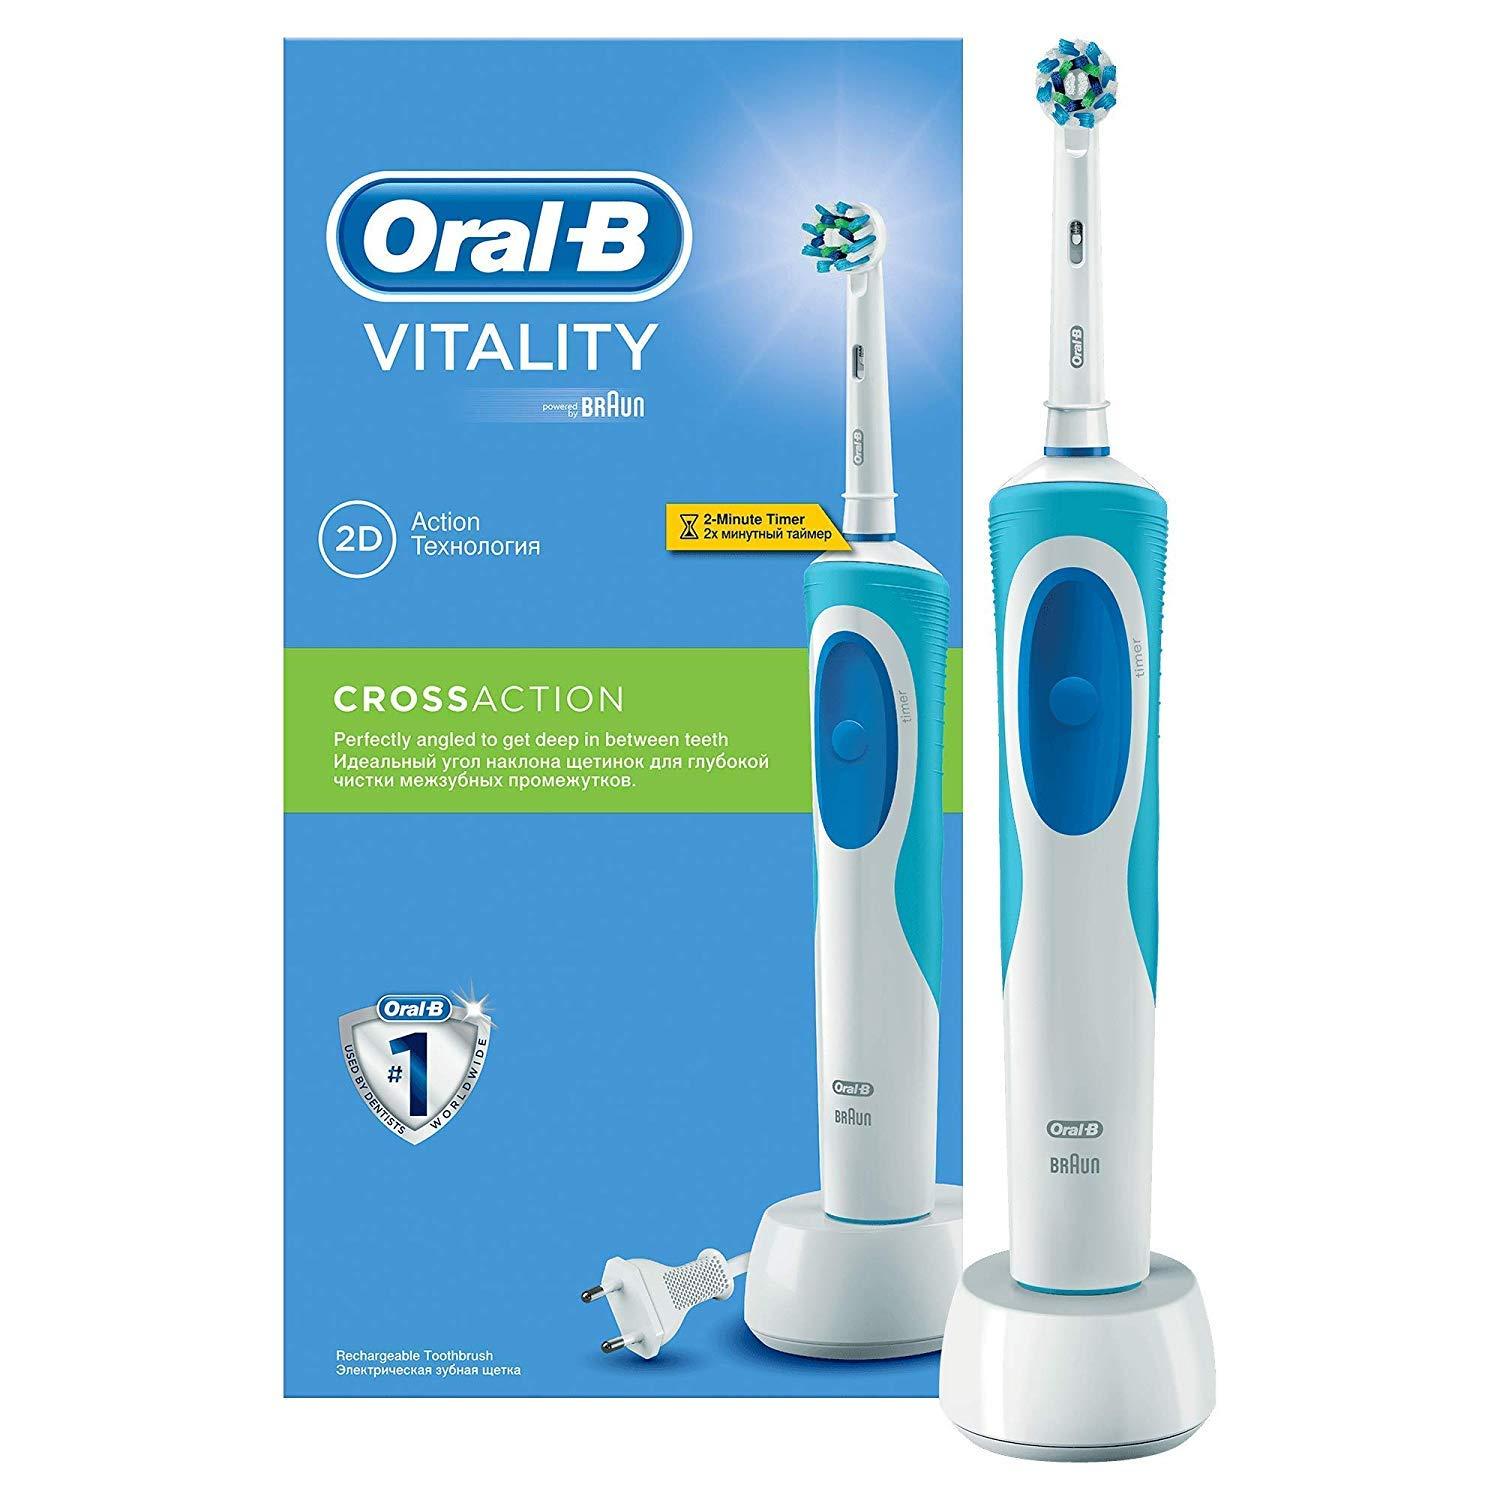 Oral-B
VITALITY
powered by BRAUN
2D
Action
Технология
2-Minute Timer
2х минутный таймер
CROSSACTION
Perfectly angled to get deep in between teeth
Идеальный угол наклона щетинок для глубокой
чистки межзубных промежутков.
timer
Oral-B
Oral-B
#1
USED BY DENTISTS
WORLDWIDE
Oral-B
BRAUN
Rechargeable Toothbrush
Электрическая зубная щетка
Oral-B
timer
Oral-B
BRAUN